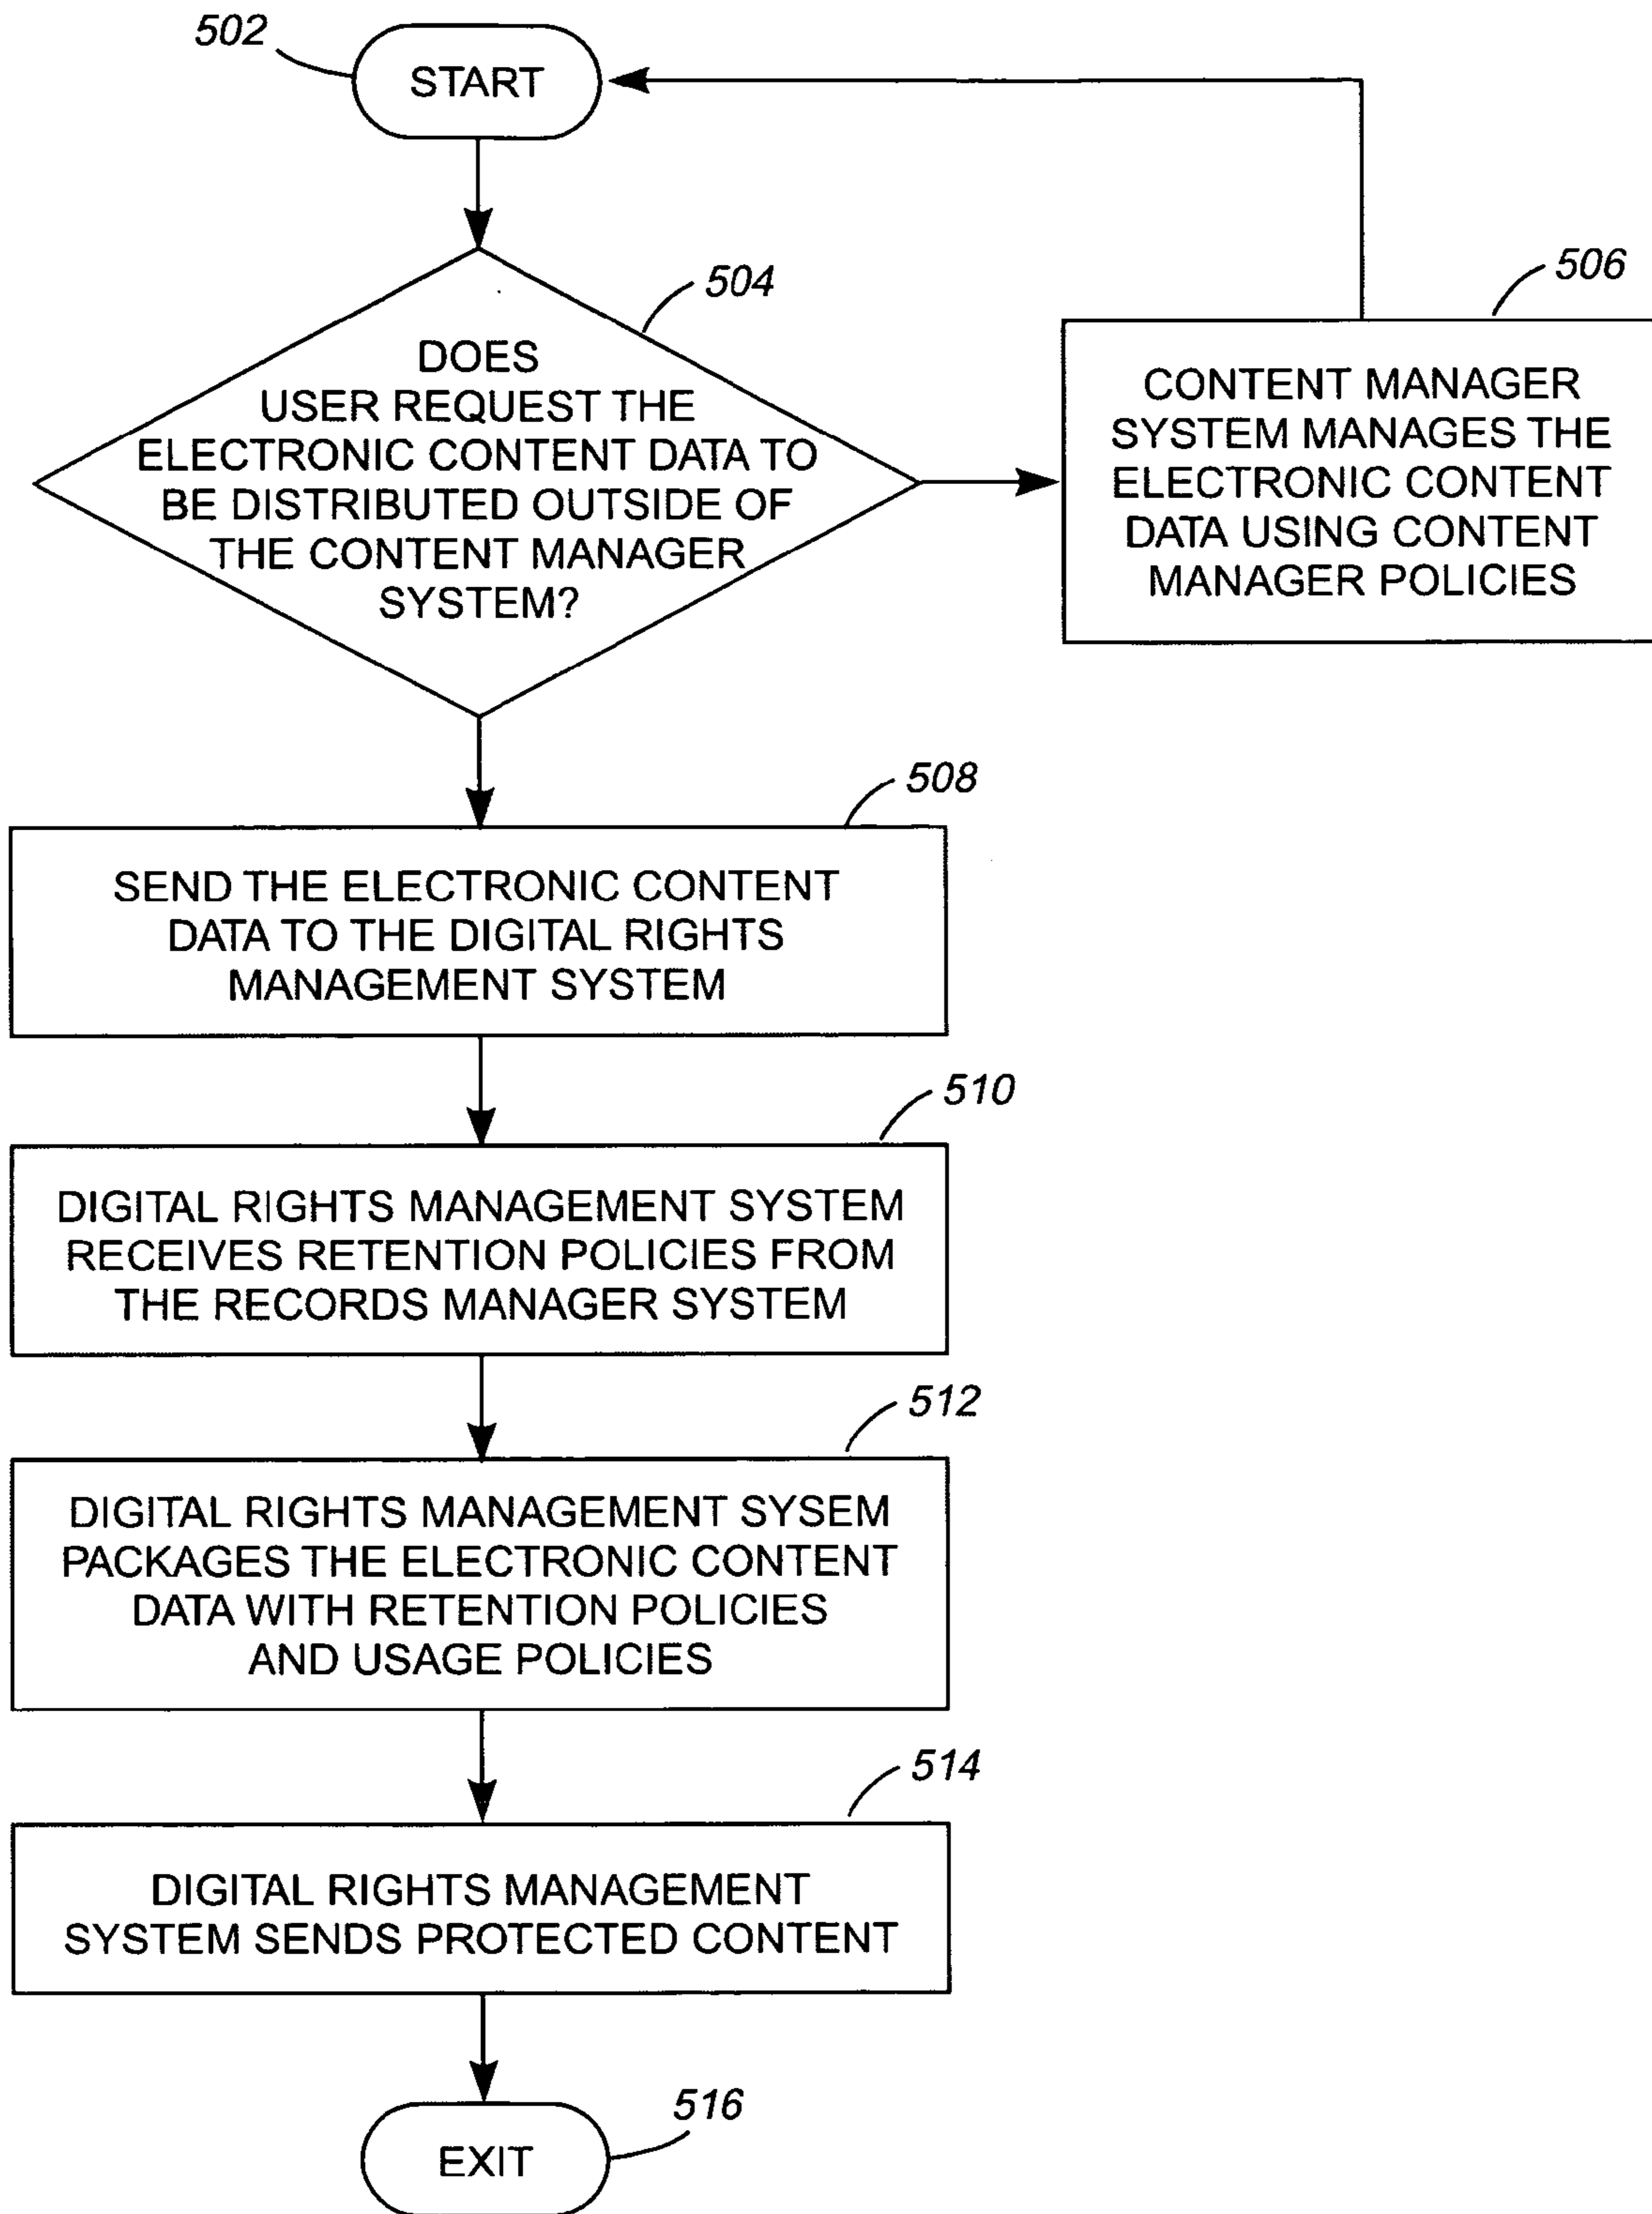 502
START
504
DOES
USER REQUEST THE
ELECTRONIC CONTENT DATA TO
BE DISTRIBUTED OUTSIDE OF
THE CONTENT MANAGER
SYSTEM?
506
CONTENT MANAGER
SYSTEM MANAGES THE
ELECTRONIC CONTENT
DATA USING CONTENT
MANAGER POLICIES
508
SEND THE ELECTRONIC CONTENT
DATA TO THE DIGITAL RIGHTS
MANAGEMENT SYSTEM
510
DIGITAL RIGHTS MANAGEMENT SYSTEM
RECEIVES RETENTION POLICIES FROM
THE RECORDS MANAGER SYSTEM
512
DIGITAL RIGHTS MANAGEMENT SYSEM
PACKAGES THE ELECTRONIC CONTENT
DATA WITH RETENTION POLICIES
AND USAGE POLICIES
514
DIGITAL RIGHTS MANAGEMENT
SYSTEM SENDS PROTECTED CONTENT
516
EXIT